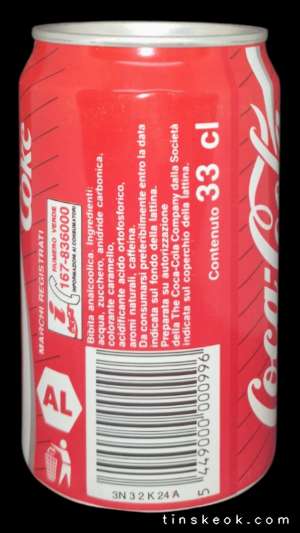 Coke
MARCHI REGISTRATI
NUMERO VERDE
167-836000
INFORMAZIONI AI CONSUMATORI
AL
Bibita analcoolica. Ingredienti:
acqua, zucchero, anidride carbonica,
colorante caramello,
acidificante acido ortofosforico,
aromi naturali, caffeina.
Da consumarsi preferibilmente entro la data
indicata sul fondo della lattina.
Preparata su autorizzazione
della The Coca-Cola Company dalla Società
indicata sul coperchio della lattina.
Contenuto 33 cl
5 449000 000996
3N 3 2 K 24 A
Coca-Cola
tinskeok.com